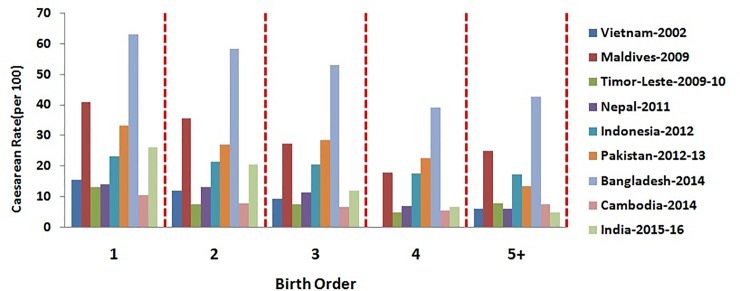 70
60
50
40
30
20
10
0
Caesarean Rate(per 100)
1 2 3 4 5+
Birth Order
Vietnam-2002
Maldives-2009
Timor-Leste-2009-10
Nepal-2011
Indonesia-2012
Pakistan-2012-13
Bangladesh-2014
Cambodia-2014
India-2015-16